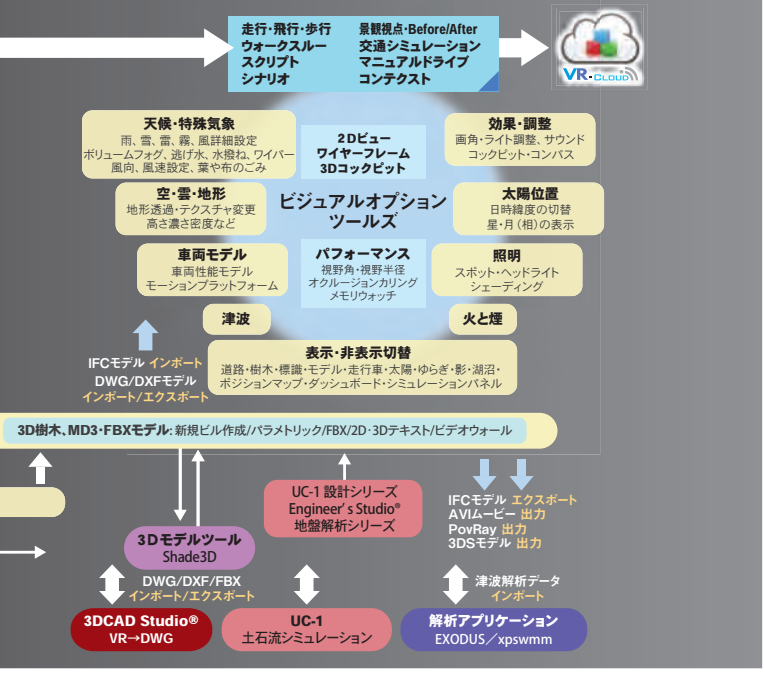 走行・飛行・歩行
ウォークスルー
スクリプト
シナリオ
景観視点・Before/After
交通シミュレーション
マニュアルドライブ
コンテクスト
VR-CLOUD
天候・特殊気象
雨、雪、雷、霧、風詳細設定
ボリュームフォグ、逃げ水、水撥ね、ワイパー
風向、風速設定、葉や布のごみ
2Dビュー
ワイヤーフレーム
3Dコックピット
効果・調整
画角・ライト調整、サウンド
コックピット・コンパス
空・雲・地形
地形透過・テクスチャ変更
高さ濃さ密度など
ビジュアルオプション
ツールズ
太陽位置
日時緯度の切替
星・月（相）の表示
車両モデル
車両性能モデル
モーションプラットフォーム
パフォーマンス
視野角・視野半径
オクルージョンカリング
メモリウォッチ
照明
スポット・ヘッドライト
シェーディング
津波
火と煙
表示・非表示切替
道路・樹木・標識・モデル・走行車・太陽・ゆらぎ・影・湖沼・
ポジションマップ・ダッシュボード・シミュレーションパネル
IFCモデル インポート
DWG/DXFモデル
インポート/エクスポート
3D樹木、MD3・FBXモデル: 新規ビル作成/パラメトリック/FBX/2D・3Dテキスト/ビデオウォール
UC-1 設計シリーズ
Engineer's Studio®
地盤解析シリーズ
IFCモデル エクスポート
AVIムービー 出力
PovRay 出力
3DSモデル 出力
3Dモデルツール
Shade3D
DWG/DXF/FBX
インポート/エクスポート
津波解析データ
インポート
3DCAD Studio®
VR→DWG
UC-1
土石流シミュレーション
解析アプリケーション
EXODUS／xpswmm